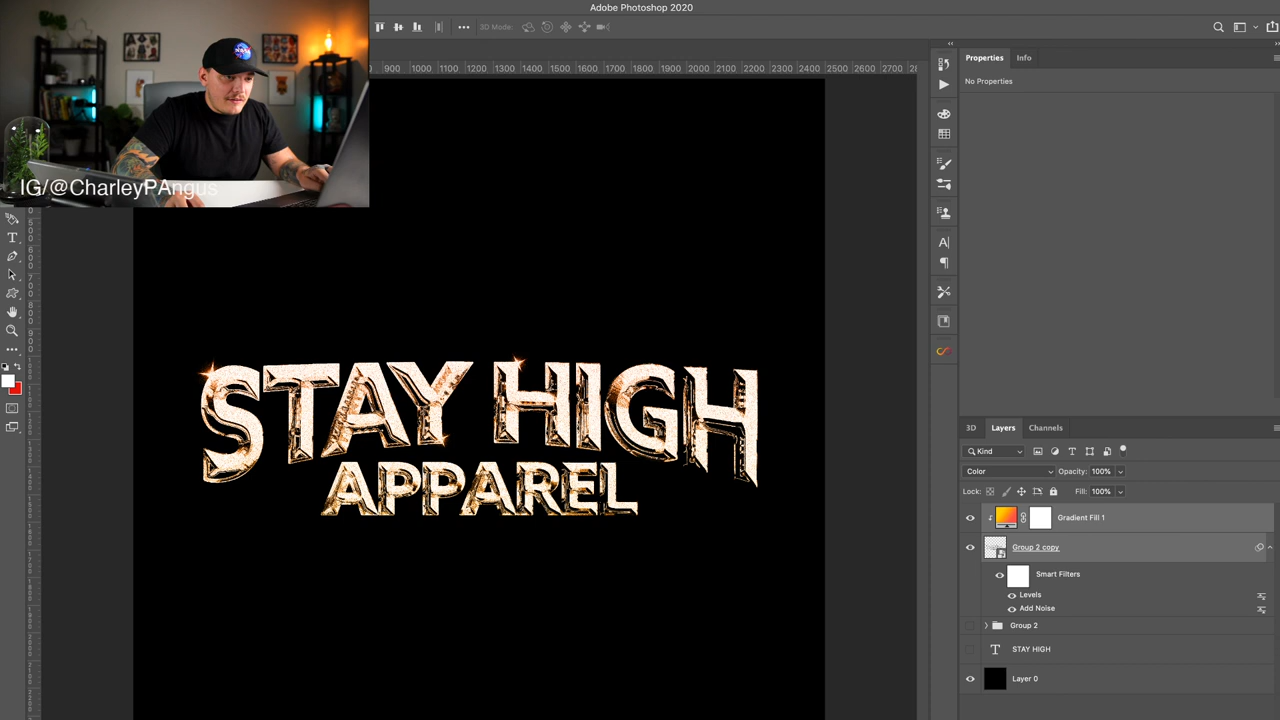 Adobe Photoshop 2020
3D Mode:
900 1000 1100 1200 1300 1400 1500 1600 1700 1800 1900 2000 2100 2200 2300 2400 2500 2600 2700 28
NASA
IG/@CharleyPAngus
Properties Info
No Properties
STAY HIGH
APPAREL
3D Layers Channels
Kind
Color Opacity: 100%
Lock: Fill: 100%
Gradient Fill 1
Group 2 copy
Smart Filters
Levels
Add Noise
Group 2
T STAY HIGH
Layer 0